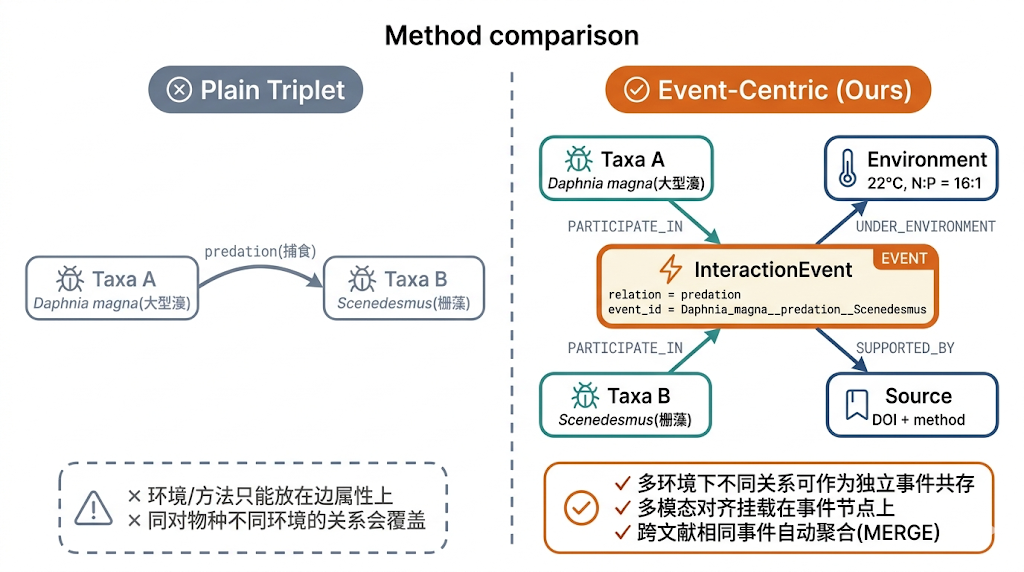 Method comparison
Plain Triplet
predation(捕食)
Taxa A
Daphnia magna(大型溞)
Taxa B
Scenedesmus(栅藻)
× 环境/方法只能放在边属性上
× 同对物种不同环境的关系会覆盖
Event-Centric (Ours)
Taxa A
Daphnia magna(大型溞)
Environment
22°C, N:P = 16:1
PARTICIPATE_IN
UNDER_ENVIRONMENT
EVENT
InteractionEvent
relation = predation
event_id = Daphnia_magna__predation__Scenedesmus
PARTICIPATE_IN
SUPPORTED_BY
Taxa B
Scenedesmus(栅藻)
Source
DOI + method
✓ 多环境下不同关系可作为独立事件共存
✓ 多模态对齐挂载在事件节点上
✓ 跨文献相同事件自动聚合(MERGE)